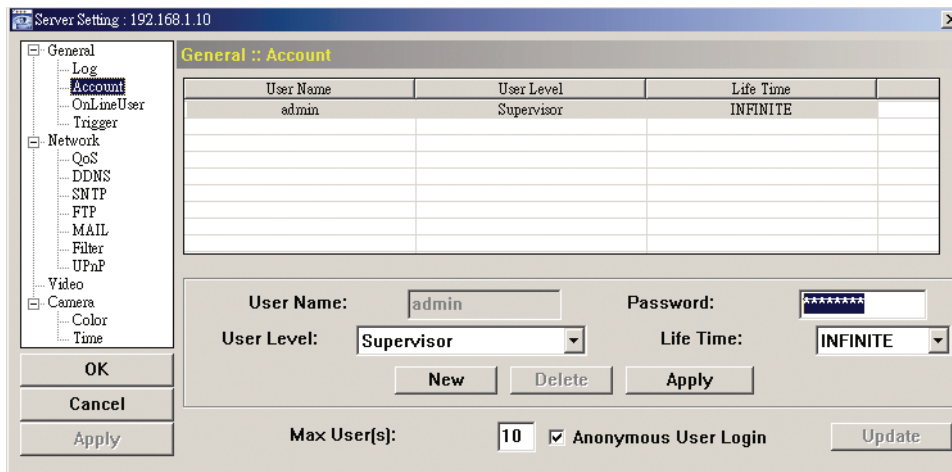 Server Setting : 192.168.1.10
General
Log
Account
OnLineUser
Trigger
Network
QoS
DDNS
SNTP
FTP
MAIL
Filter
UPnP
Video
Camera
Color
Time
OK
Cancel
Apply
General :: Account
User Name User Level Life Time
admin Supervisor INFINITE
User Name: admin Password: ********
User Level: Supervisor Life Time: INFINITE
New Delete Apply
Max User(s): 10 Anonymous User Login Update